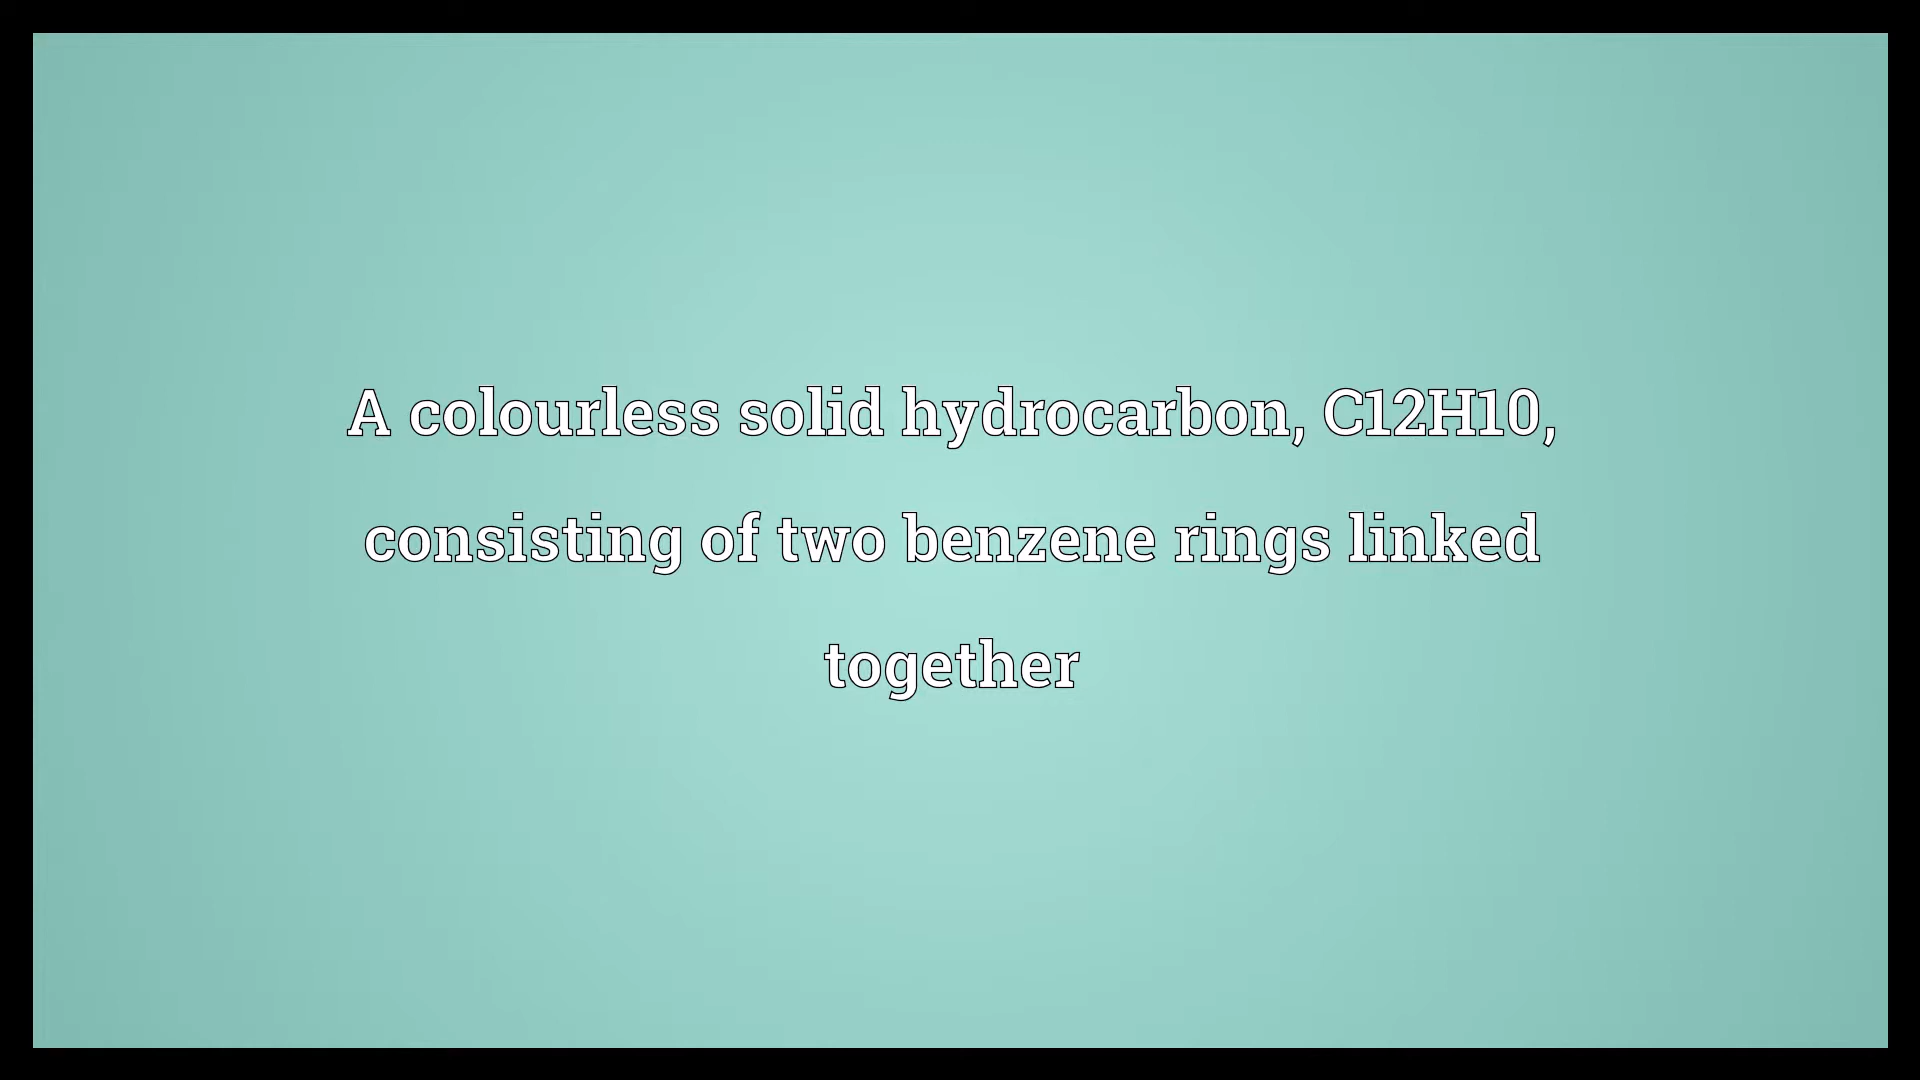 A colourless solid hydrocarbon, C12H10,
consisting of two benzene rings linked
together